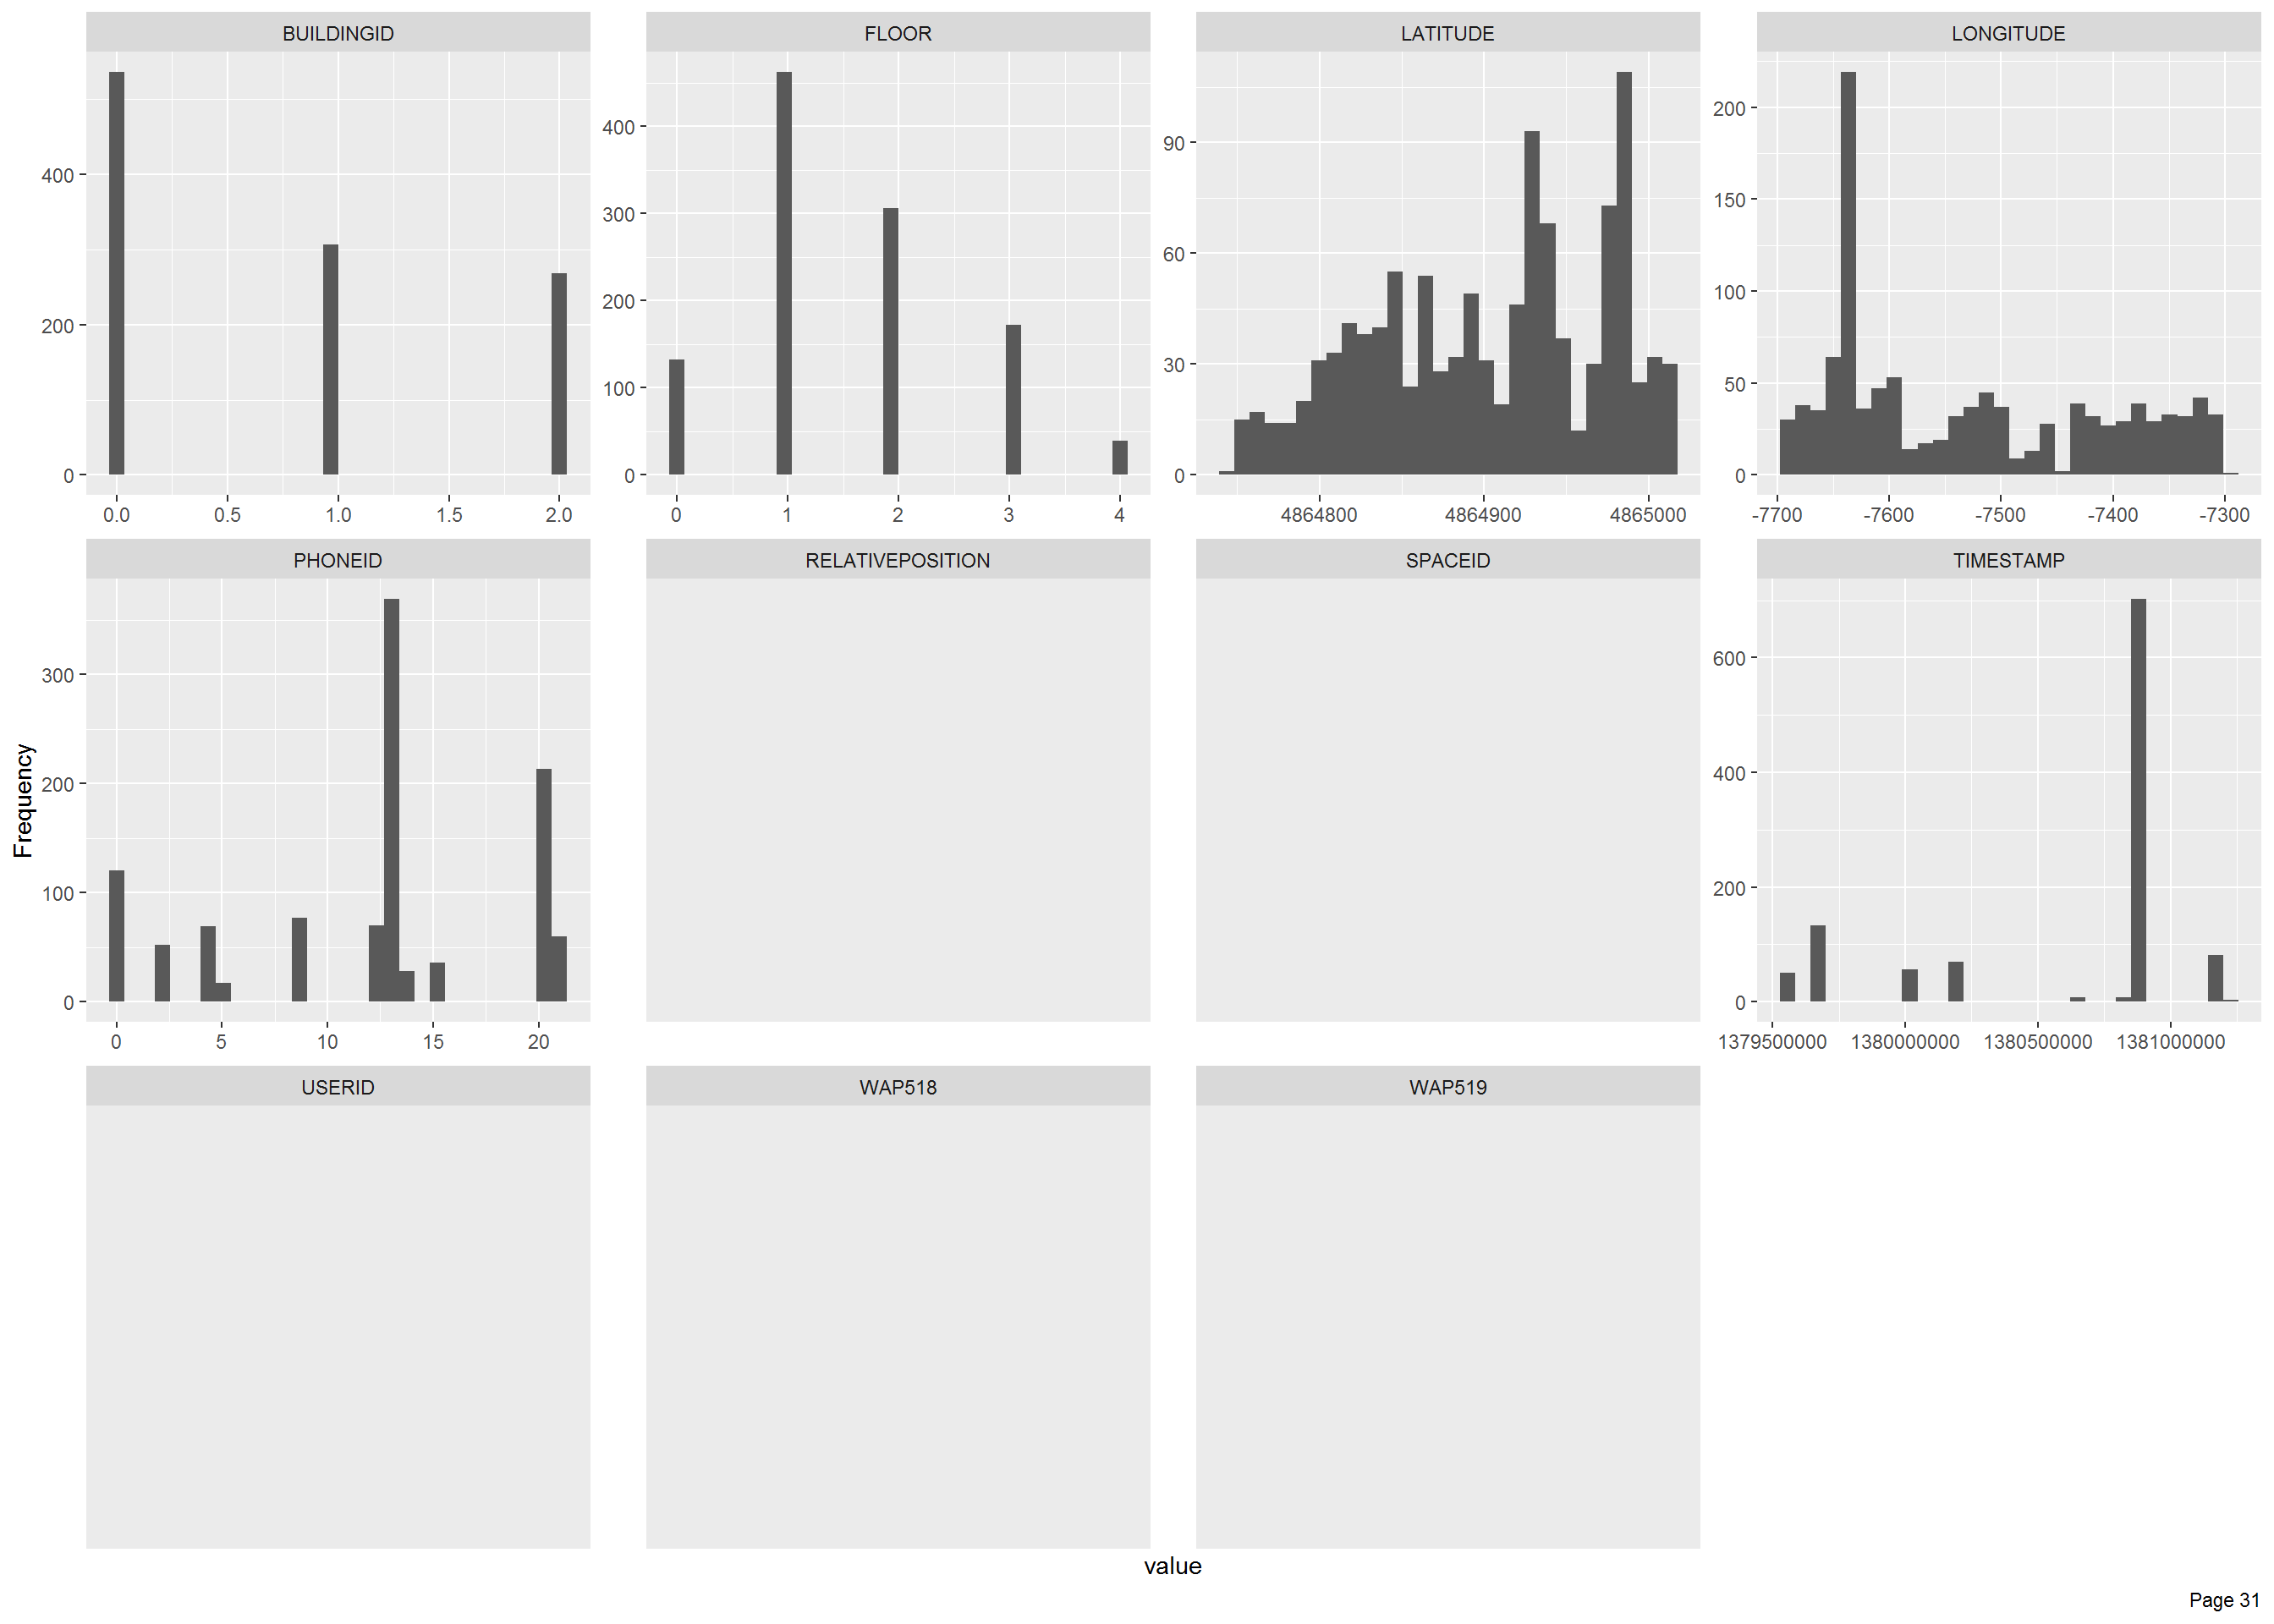 BUILDINGID FLOOR LATITUDE LONGITUDE
400
200
0
0.0 0.5 1.0 1.5 2.0
400
300
200
100
0
0 1 2 3 4
90
60
30
0
4864800 4864900 4865000
200
150
100
50
0
-7700 -7600 -7500 -7400 -7300
PHONEID RELATIVEPOSITION SPACEID TIMESTAMP
Frequency
300
200
100
0
0 5 10 15 20
600
400
200
0
1379500000 1380000000 1380500000 1381000000
USERID WAP518 WAP519
value
Page 31